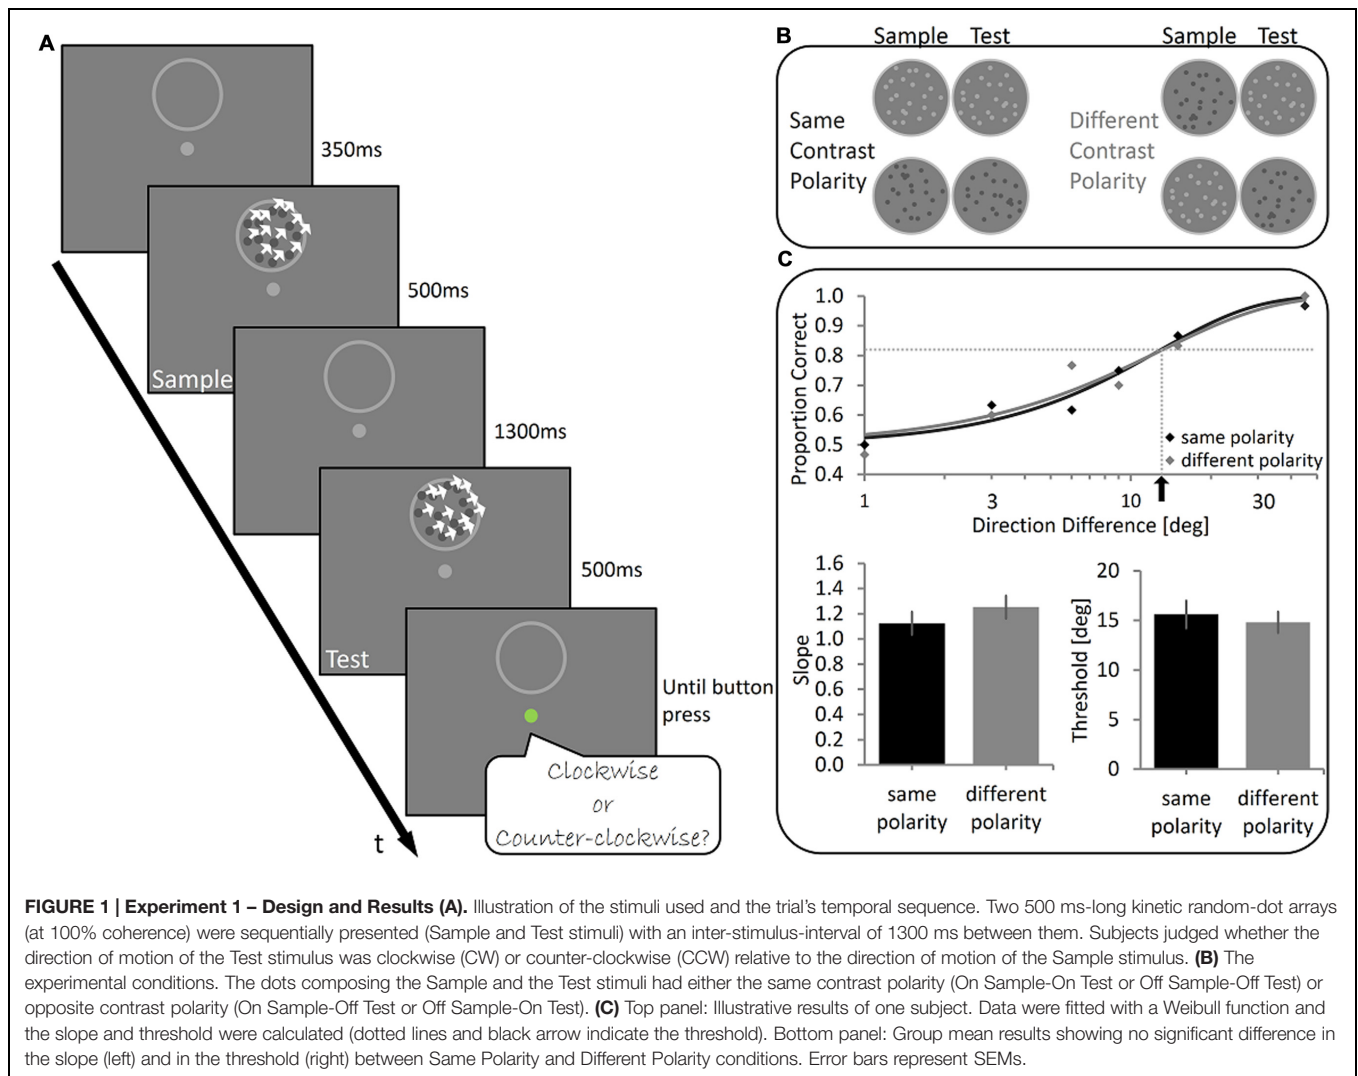 A
350ms
500ms
Sample
1300ms
500ms
Test
Until button
press
Clockwise
or
Counter-clockwise?
t
B
Sample Test Sample Test
Same
Contrast
Polarity
Different
Contrast
Polarity
C
Proportion Correct
1.0
0.9
0.8
0.7
0.6
0.5
0.4
same polarity
different polarity
1 3 10 30
Direction Difference [deg]
Slope
1.6
1.4
1.2
1.0
0.8
0.6
0.4
0.2
0.0
same
polarity
different
polarity
Threshold [deg]
20
15
10
5
0
same
polarity
different
polarity
FIGURE 1 | Experiment 1 – Design and Results (A). Illustration of the stimuli used and the trial's temporal sequence. Two 500 ms-long kinetic random-dot arrays
(at 100% coherence) were sequentially presented (Sample and Test stimuli) with an inter-stimulus-interval of 1300 ms between them. Subjects judged whether the
direction of motion of the Test stimulus was clockwise (CW) or counter-clockwise (CCW) relative to the direction of motion of the Sample stimulus. (B) The
experimental conditions. The dots composing the Sample and the Test stimuli had either the same contrast polarity (On Sample-On Test or Off Sample-Off Test) or
opposite contrast polarity (On Sample-Off Test or Off Sample-On Test). (C) Top panel: Illustrative results of one subject. Data were fitted with a Weibull function and
the slope and threshold were calculated (dotted lines and black arrow indicate the threshold). Bottom panel: Group mean results showing no significant difference in
the slope (left) and in the threshold (right) between Same Polarity and Different Polarity conditions. Error bars represent SEMs.